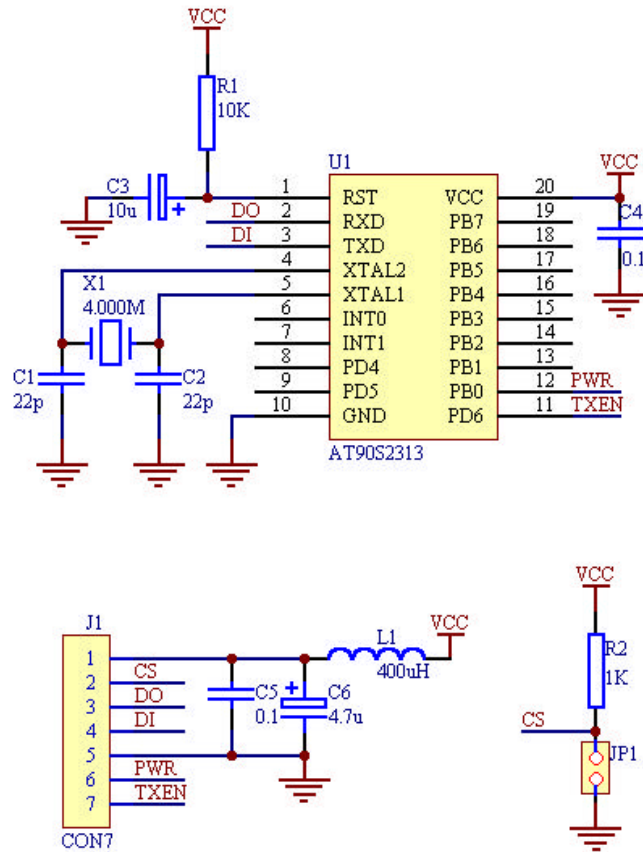 VCC
R1
10K
C3
10u
U1
1 RST VCC 20
DO 2 RXD PB7 19
DI 3 TXD PB6 18
4 XTAL2 PB5 17
5 XTAL1 PB4 16
6 INT0 PB3 15
7 INT1 PB2 14
8 PD4 PB1 13
9 PD5 PB0 12 PWR
10 GND PD6 11 TXEN
AT90S2313
VCC
C4
0.1
X1
4.000M
C1
22p
C2
22p
J1
1
2 CS
3 DO
4 DI
5
6 PWR
7 TXEN
CON7
C5
0.1
C6
4.7u
L1
400uH
VCC
VCC
R2
1K
CS
JP1